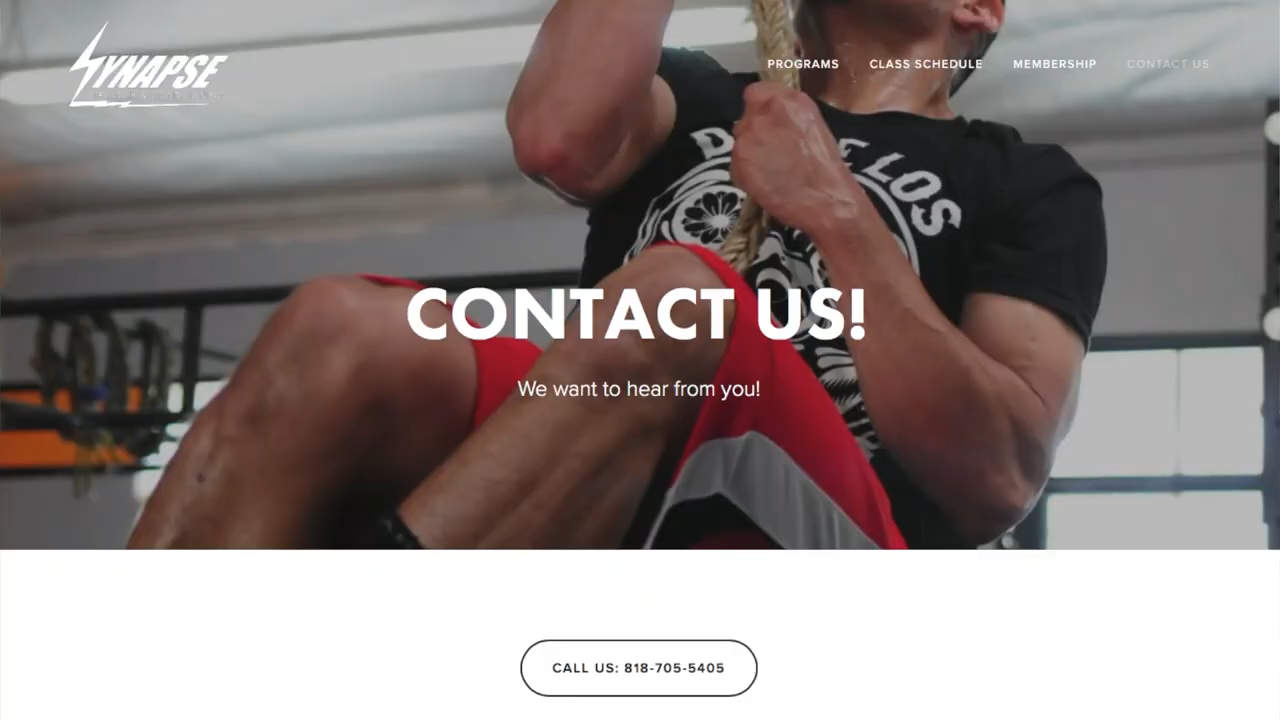 SYNAPSE
PROGRAMS
CLASS SCHEDULE
MEMBERSHIP
CONTACT US
LOS
CONTACT US!
We want to hear from you!
CALL US: 818-705-5405